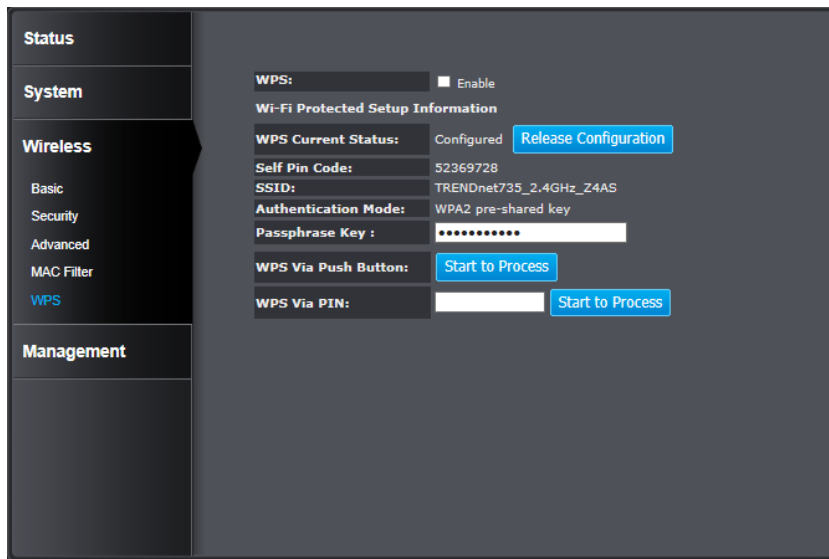 Status
System
Wireless
Basic
Security
Advanced
MAC Filter
WPS
Management
WPS: Enable
Wi-Fi Protected Setup Information
WPS Current Status: Configured Release Configuration
Self Pin Code: 52369728
SSID: TRENDnet735_2.4GHz_Z4AS
Authentication Mode: WPA2 pre-shared key
Passphrase Key : •••••••••••
WPS Via Push Button: Start to Process
WPS Via PIN: Start to Process